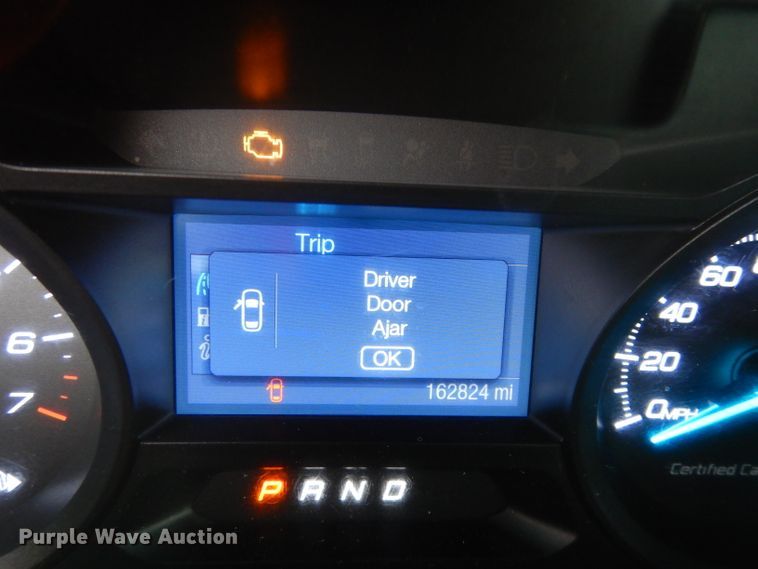 Trip
Driver
Door
Ajar
OK
162824 mi
6
7
60
40
20
0MPH
Certified Ca
P R N D
Purple Wave Auction